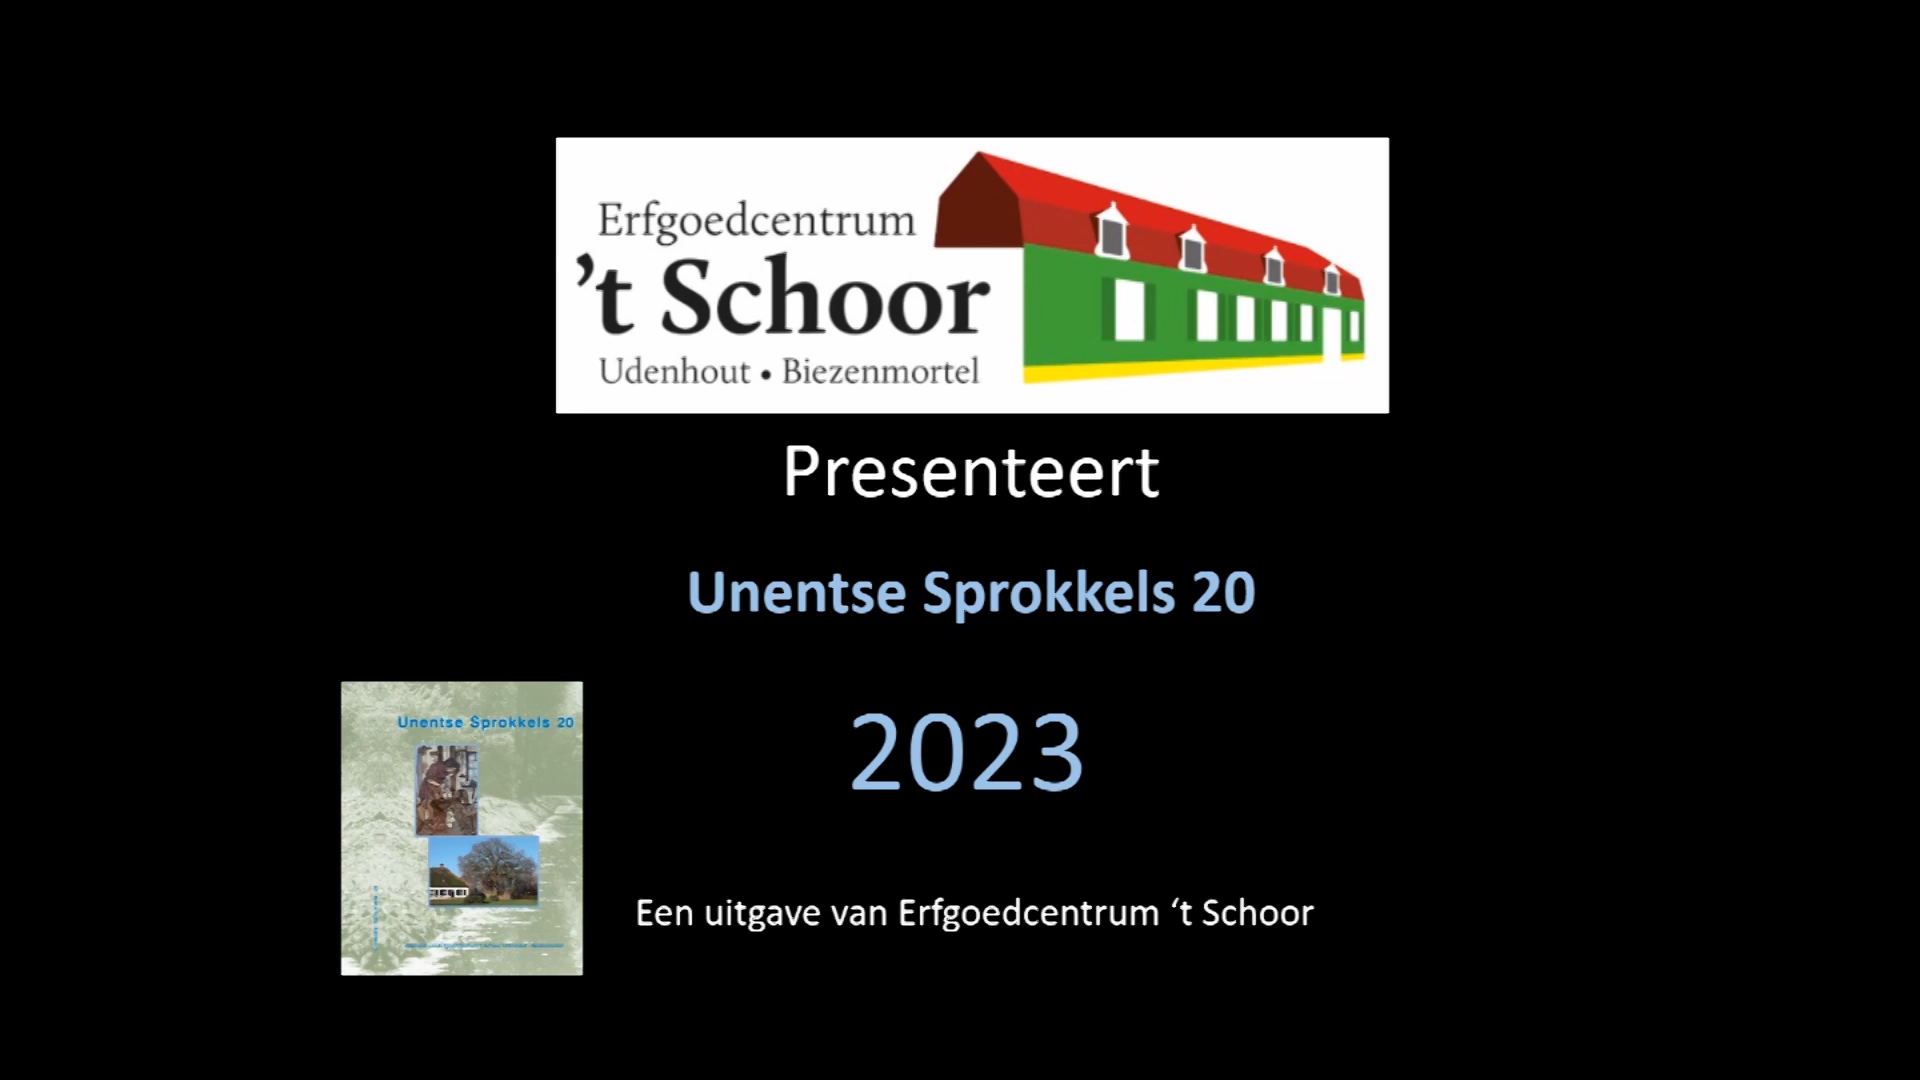 Erfgoedcentrum
’t Schoor
Udenhout • Biezenmortel
Presenteert
Unentse Sprokkels 20
Unentse Sprokkels 20
2023
Een uitgave van Erfgoedcentrum ‘t Schoor